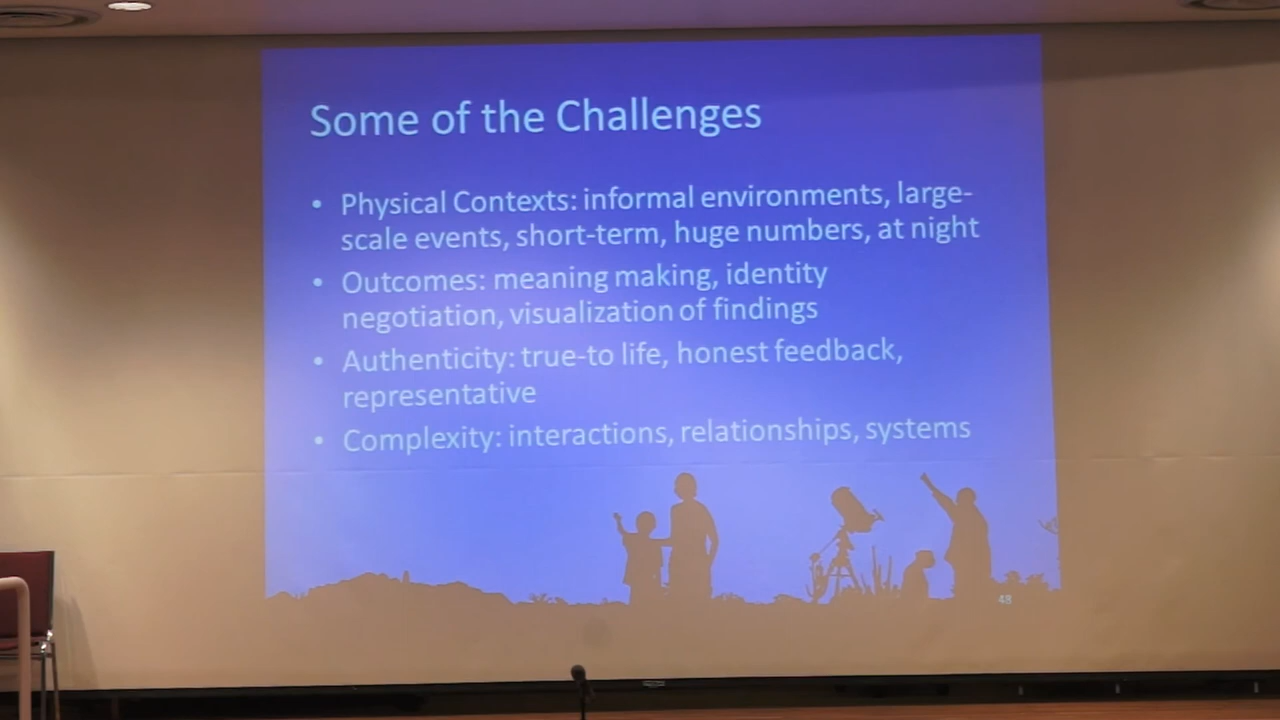 Some of the Challenges
• Physical Contexts: informal environments, large-
scale events, short-term, huge numbers, at night
• Outcomes: meaning making, identity
negotiation, visualization of findings
• Authenticity: true-to life, honest feedback,
representative
• Complexity: interactions, relationships, systems
48